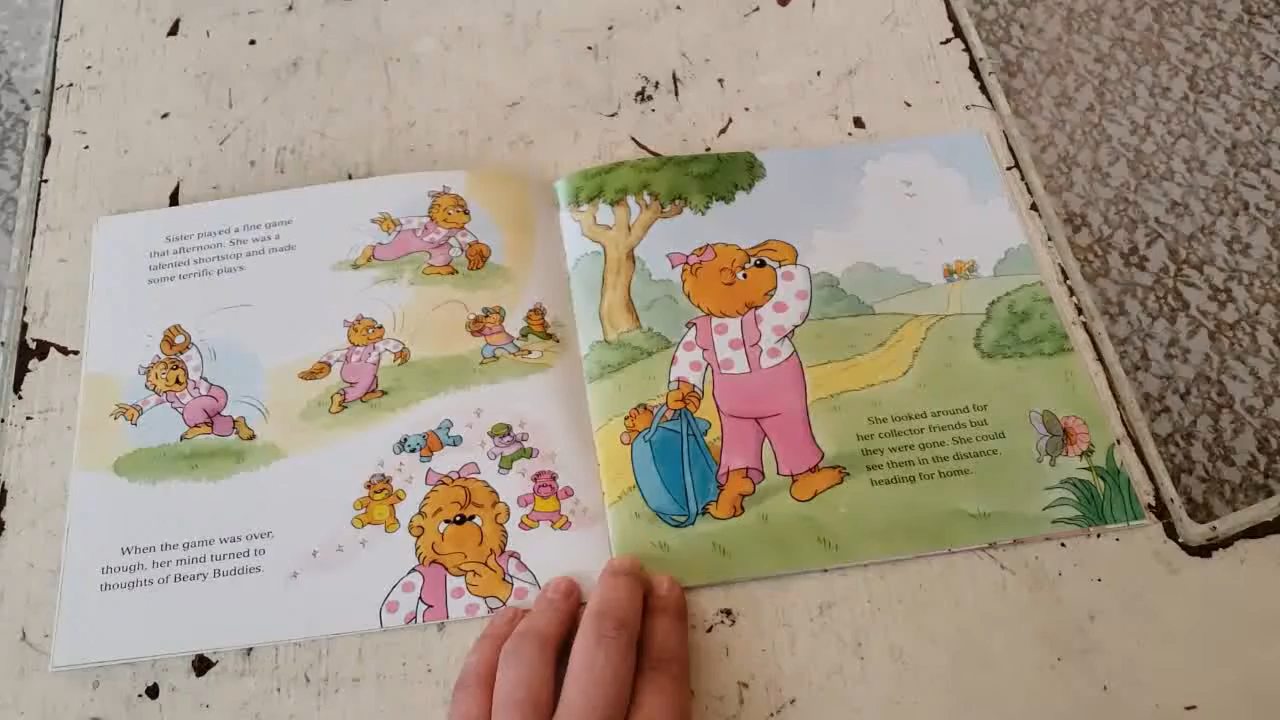 Sister played a fine game
that afternoon. She was a
talented shortstop and made
some terrific plays.
When the game was over,
though, her mind turned to
thoughts of Beary Buddies.
She looked around for
her collector friends but
they were gone. She could
see them in the distance,
heading for home.